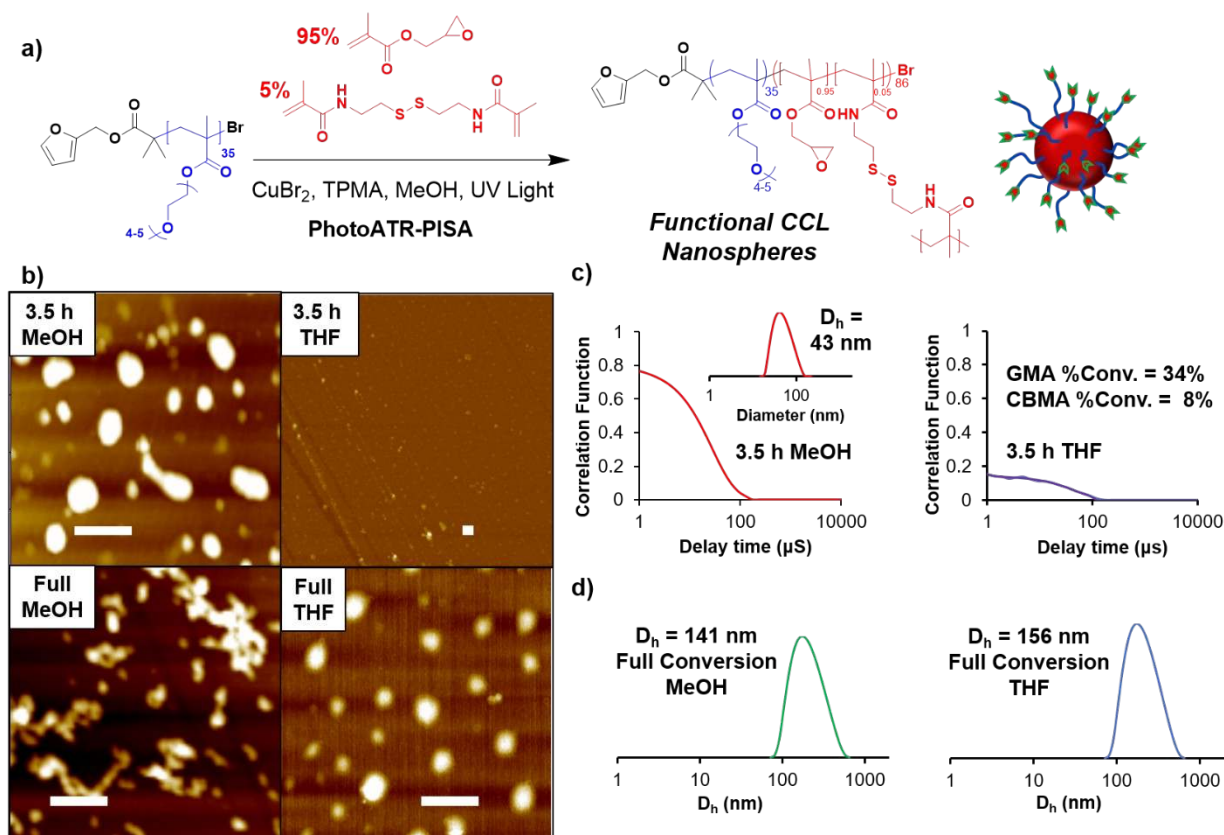 a)
95%
O
O
O
5%
O
N
H
S
S
H
N
O
O
O
O
Br
35
O
O
4-5
O
CuBr₂, TPMA, MeOH, UV Light
PhotoATR-PISA
O
O
O
35
0.95
0.05
Br
86
O
O
O
O
HN
O
4-5
O
O
S
S
H
N
O
Functional CCL
Nanospheres
b)
3.5 h
MeOH
3.5 h
THF
Full
MeOH
Full
THF
c)
Correlation Function
1
0.8
0.6
0.4
0.2
0
1
100
10000
Delay time (µS)
Dₕ =
43 nm
1
100
Diameter (nm)
3.5 h MeOH
Correlation Function
1
0.8
0.6
0.4
0.2
0
GMA %Conv. = 34%
CBMA %Conv. = 8%
3.5 h THF
1
100
10000
Delay time (µs)
d)
Dₕ = 141 nm
Full Conversion
MeOH
1
10
100
1000
Dₕ (nm)
Dₕ = 156 nm
Full Conversion
THF
1
10
100
1000
Dₕ (nm)